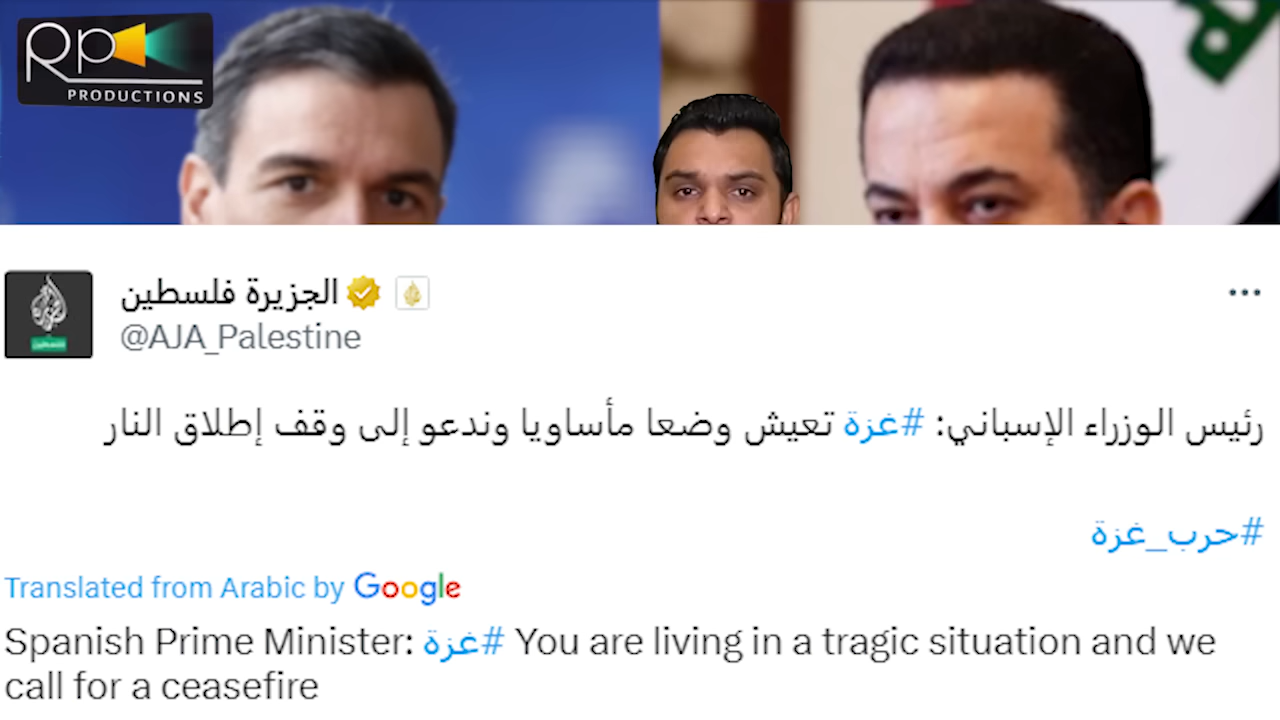 RP
PRODUCTIONS
الجزيرة فلسطين
@AJA_Palestine
رئيس الوزراء الإسباني: #غزة تعيش وضعا مأساويا وندعو إلى وقف إطلاق النار
#حرب_غزة
Translated from Arabic by Google
Spanish Prime Minister: #غزة You are living in a tragic situation and we
call for a ceasefire